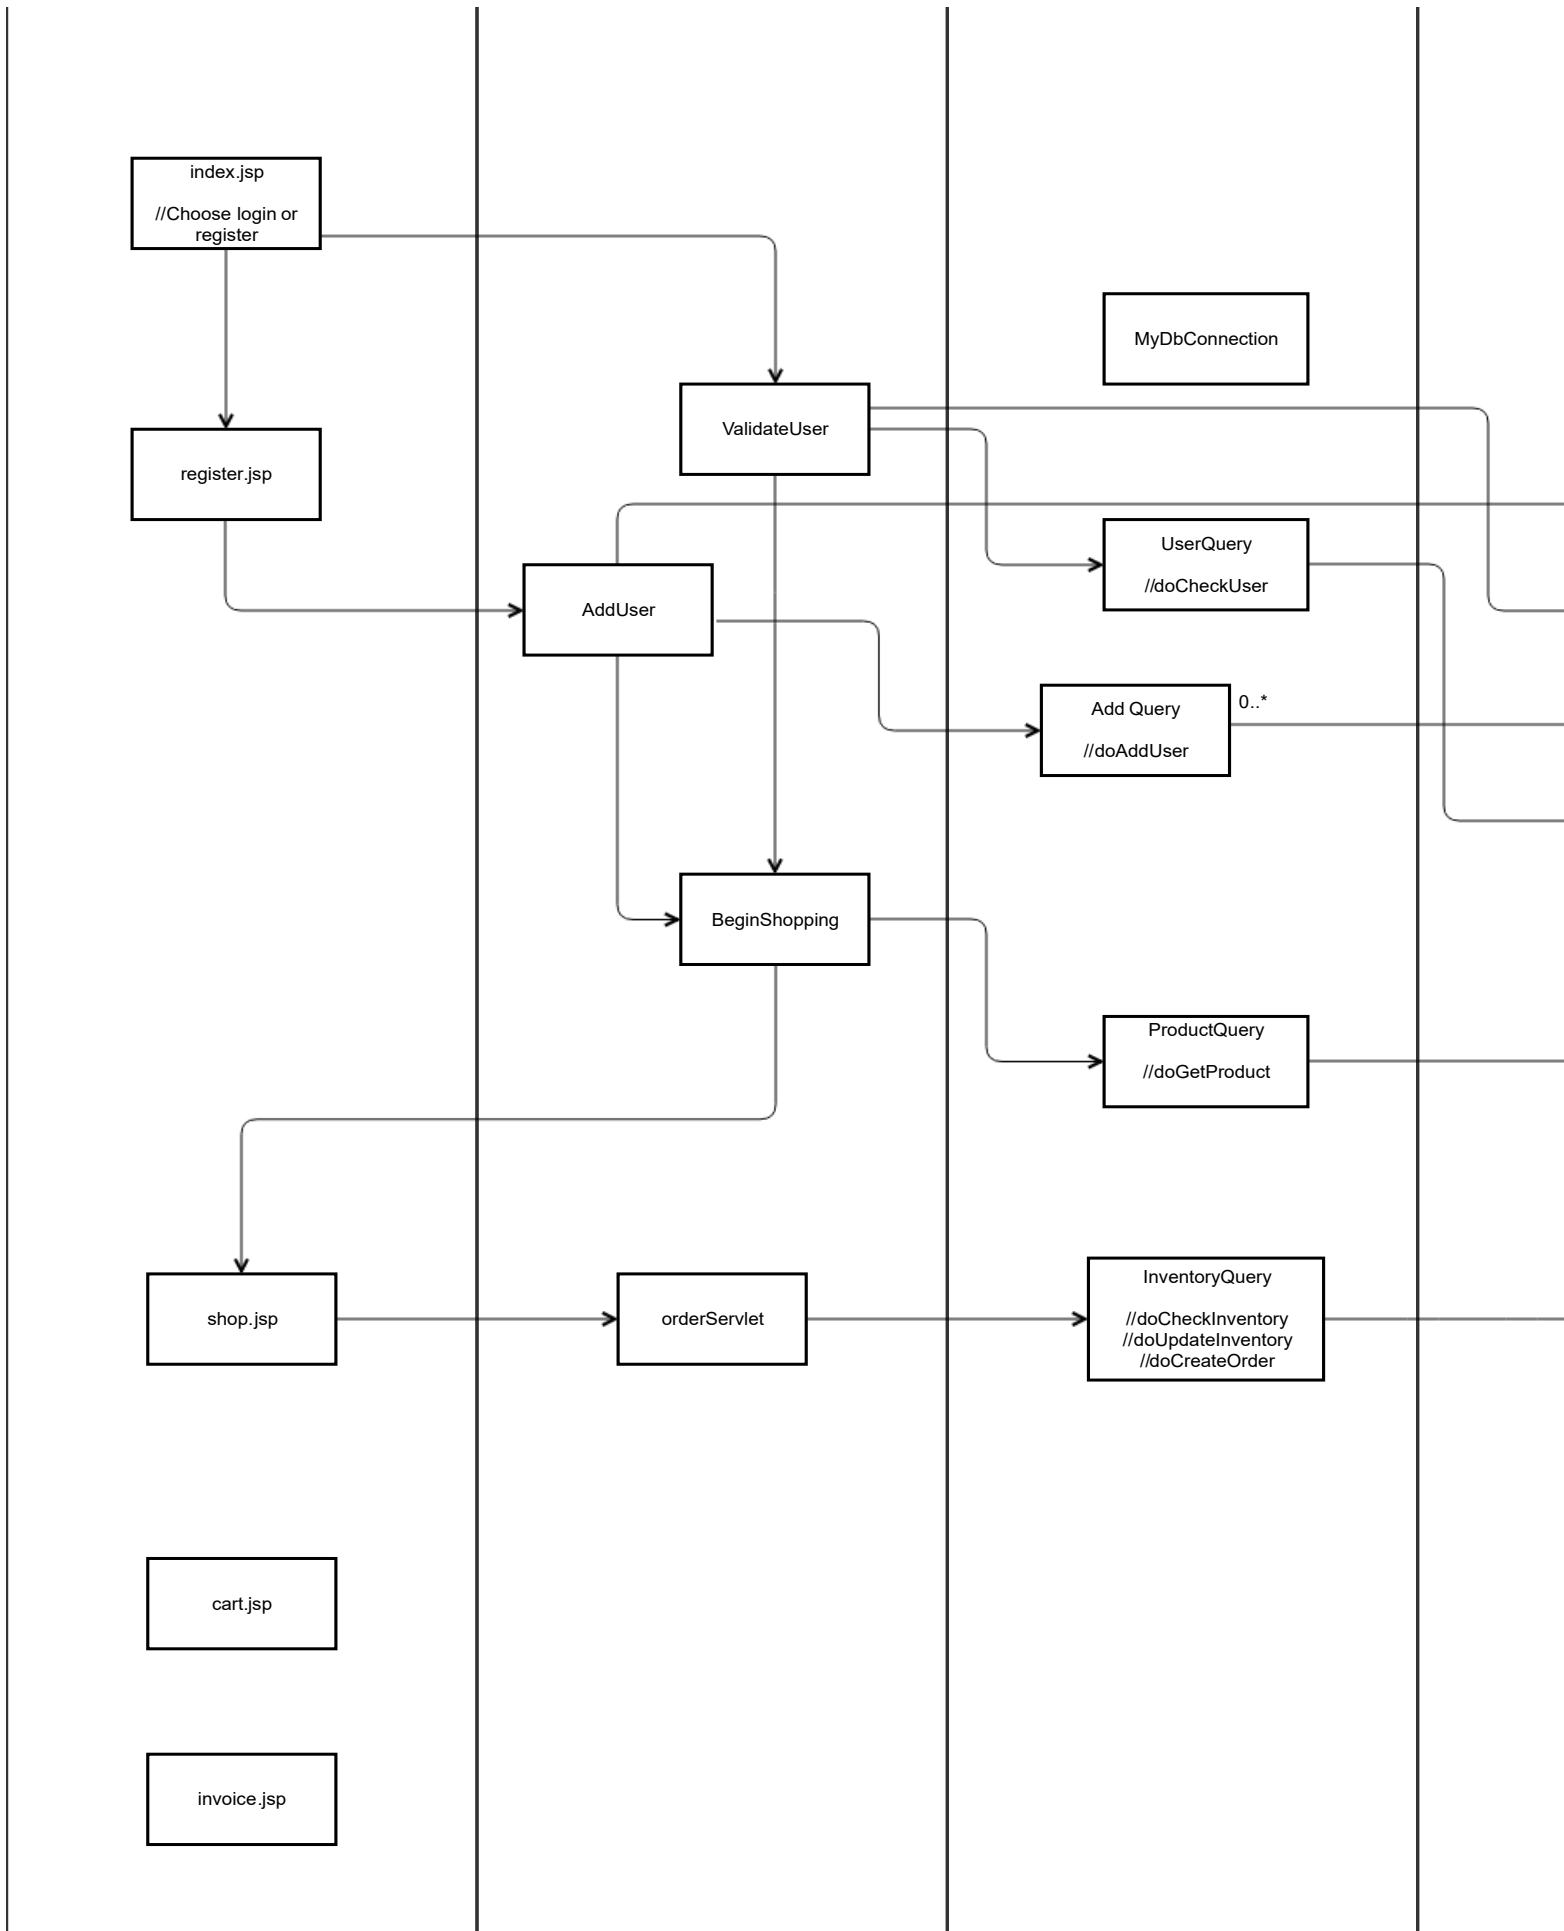 index.jsp
//Choose login or
register
MyDbConnection
ValidateUser
register.jsp
UserQuery
//doCheckUser
AddUser
Add Query
//doAddUser
0..*
BeginShopping
ProductQuery
//doGetProduct
shop.jsp
orderServlet
InventoryQuery
//doCheckInventory
//doUpdateInventory
//doCreateOrder
cart.jsp
invoice.jsp